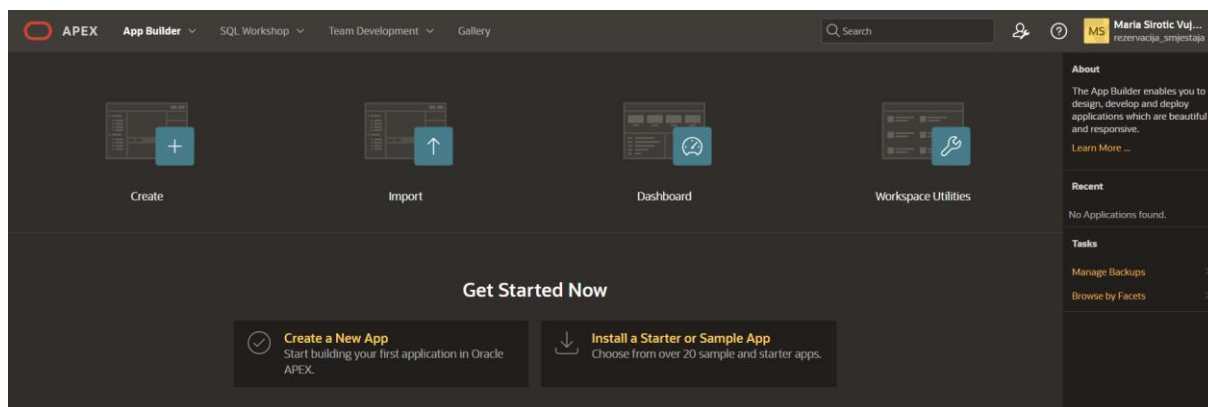 APEX App Builder SQL Workshop Team Development Gallery Search MS Maria Sirotic Vuj...
rezervacija_smjestaja
Create Import Dashboard Workspace Utilities
Get Started Now
Create a New App
Start building your first application in Oracle
APEX.
Install a Starter or Sample App
Choose from over 20 sample and starter apps.
About
The App Builder enables you to
design, develop and deploy
applications which are beautiful
and responsive.
Learn More ...
Recent
No Applications found.
Tasks
Manage Backups
Browse by Facets